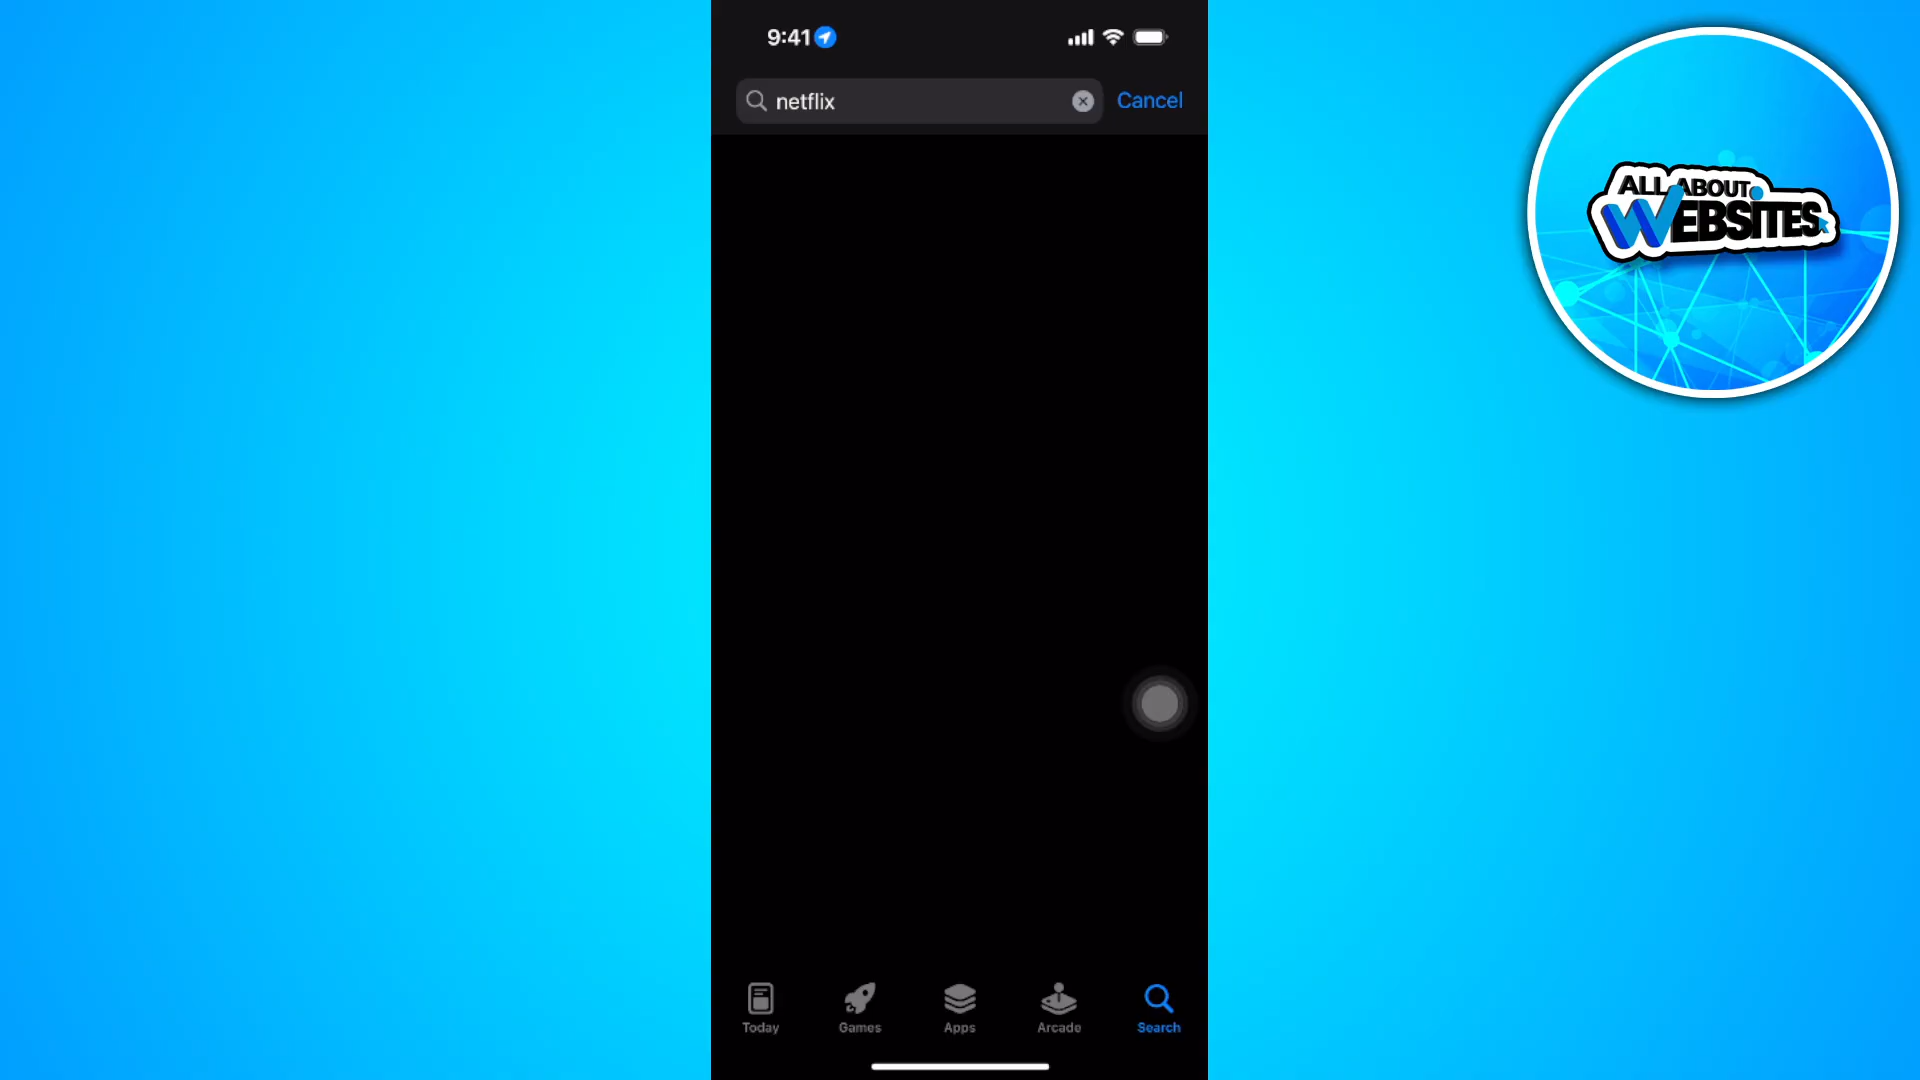 9:41
netflix
Cancel
ALL ABOUT
WEBSITES
Today
Games
Apps
Arcade
Search